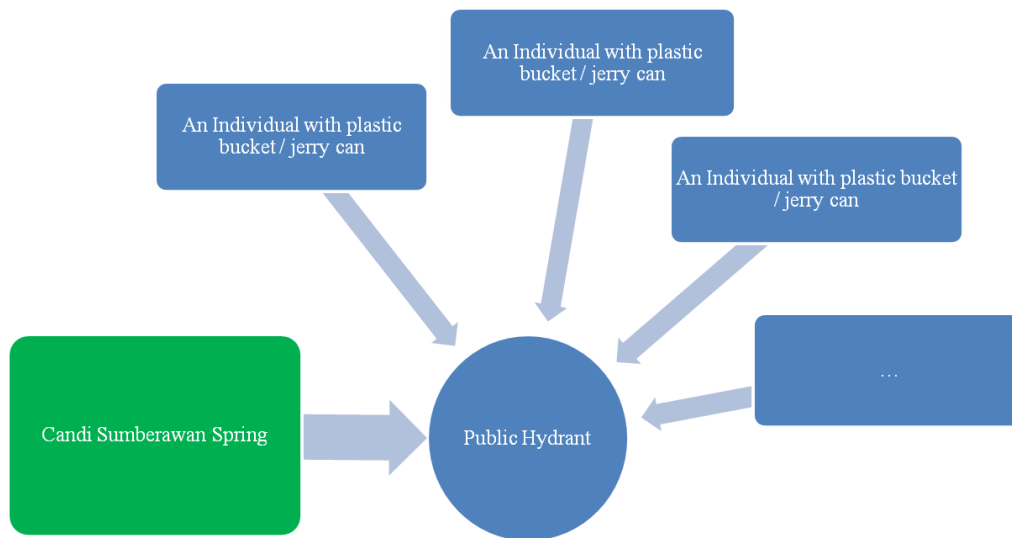 An Individual with plastic
bucket / jerry can
An Individual with plastic
bucket / jerry can
An Individual with plastic bucket
/ jerry can
...
Candi Sumberawan Spring
Public Hydrant